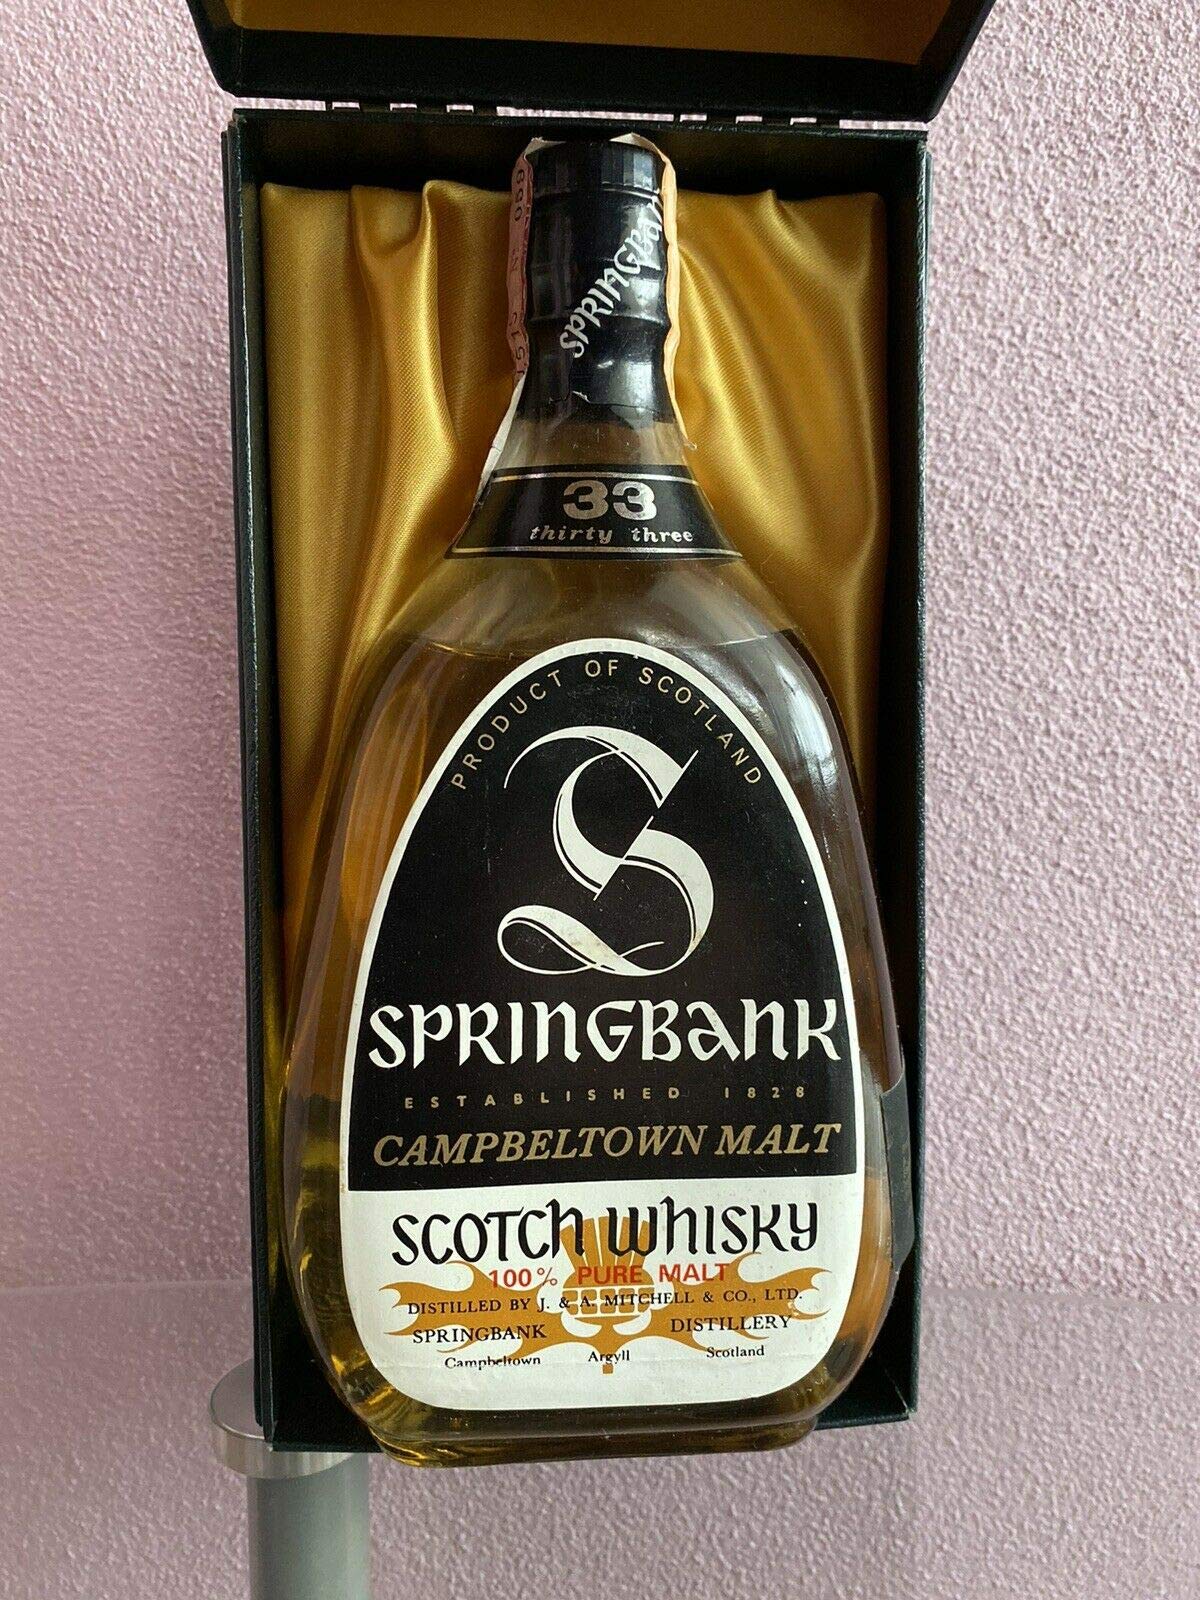 SPRINGBANK
33
thirty three
PRODUCT OF SCOTLAND
S
SPRINGBANK
ESTABLISHED 1828
CAMPBELTOWN MALT
SCOTCH WHISKY
100% PURE MALT
DISTILLED BY J. & A. MITCHELL & CO., LTD.
SPRINGBANK DISTILLERY
Campbeltown Argyll Scotland